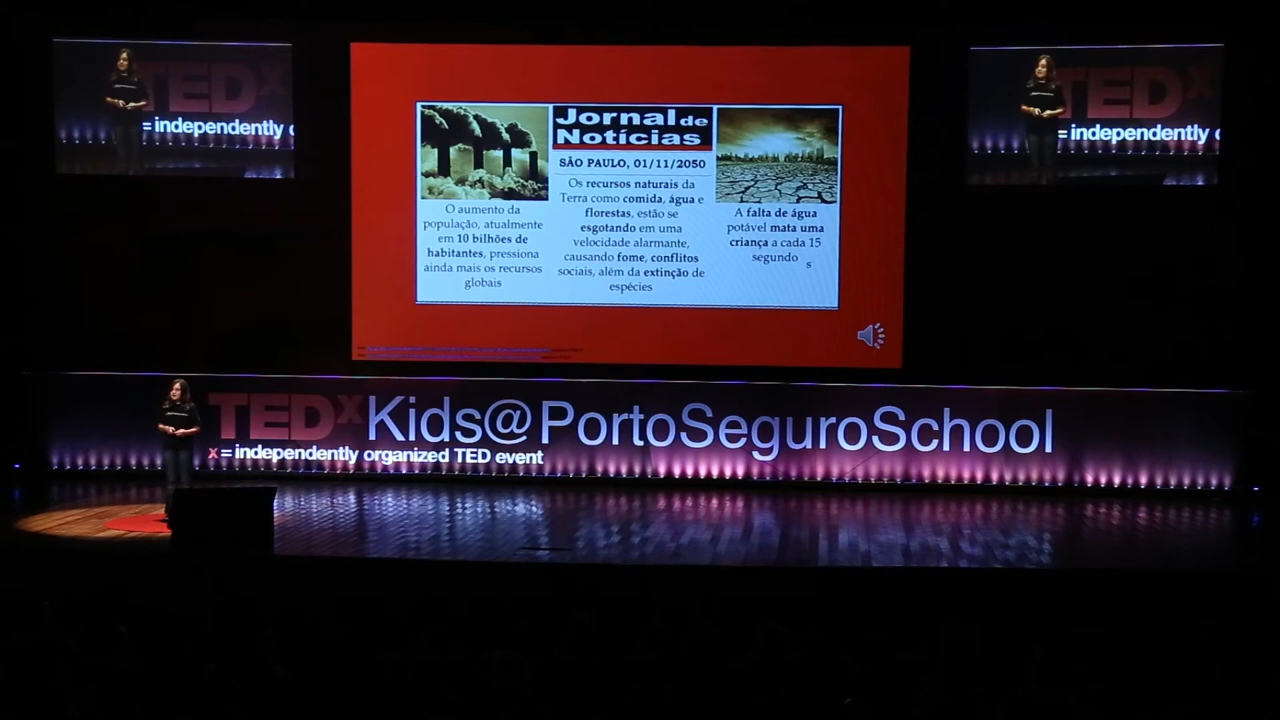 TEDx
= independently
Jornal de
Notícias
SÃO PAULO, 01/11/2050
O aumento da
população, atualmente
em 10 bilhões de
habitantes, pressiona
ainda mais os recursos
globais
Os recursos naturais da
Terra como comida, água e
florestas, estão se
esgotando em uma
velocidade alarmante,
causando fome, conflitos
sociais, além da extinção de
espécies
A falta de água
potável mata uma
criança a cada 15
segundo
s
TEDx
= independently
TEDxKids@PortoSeguroSchool
x = independently organized TED event